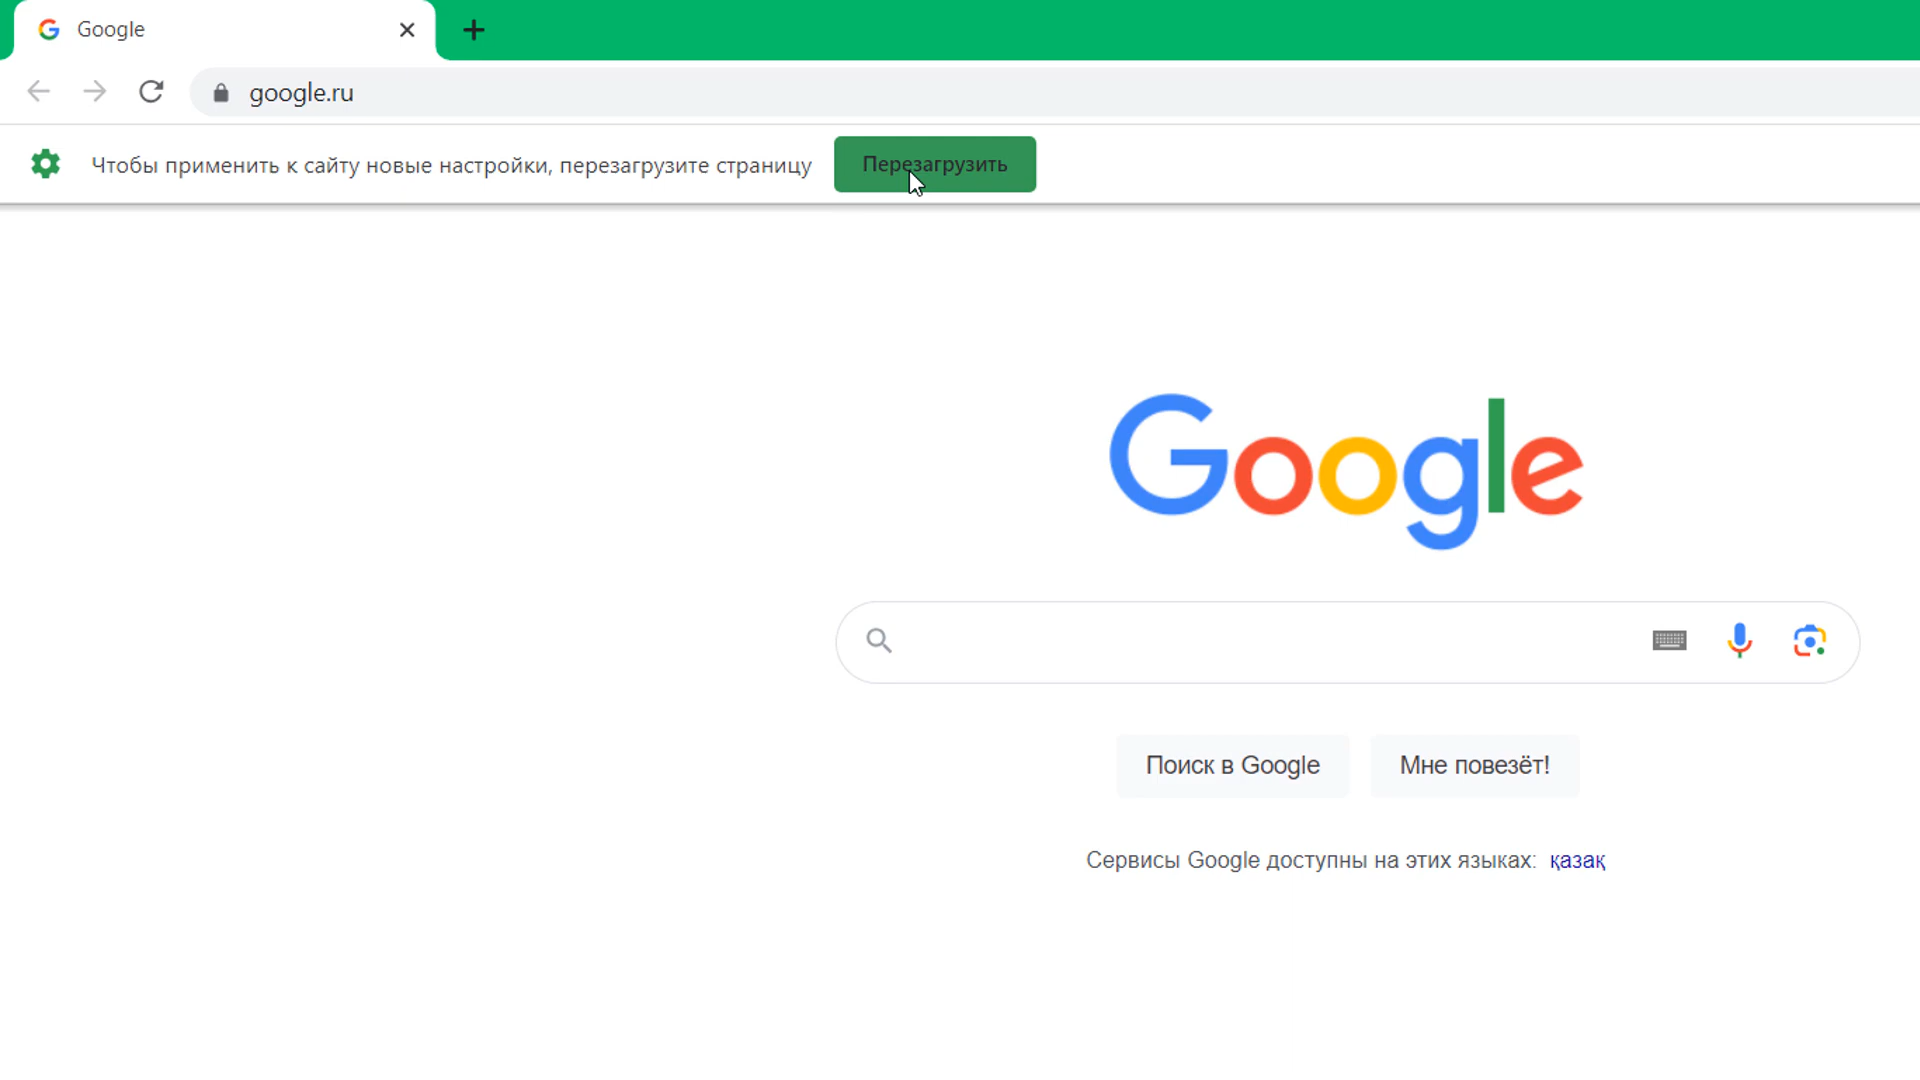 Google
google.ru
Чтобы применить к сайту новые настройки, перезагрузите страницу
Перезагрузить
Google
Поиск в Google
Мне повезёт!
Сервисы Google доступны на этих языках: қазақ